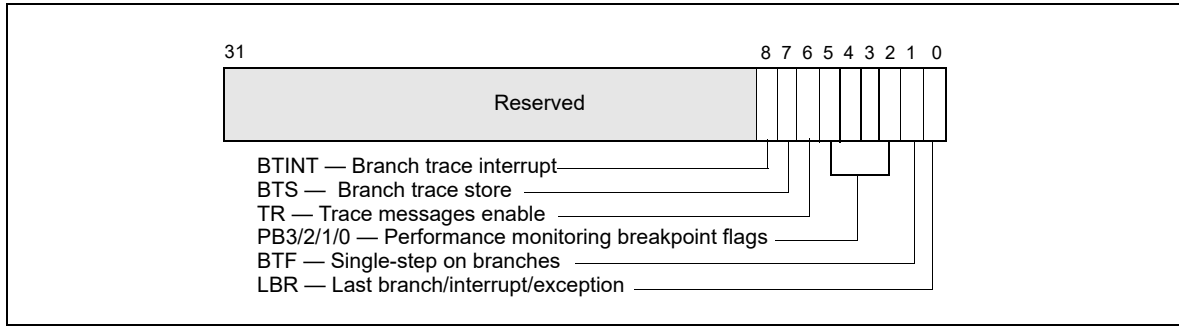 31 8 7 6 5 4 3 2 1 0
Reserved
BTINT — Branch trace interrupt
BTS — Branch trace store
TR — Trace messages enable
PB3/2/1/0 — Performance monitoring breakpoint flags
BTF — Single-step on branches
LBR — Last branch/interrupt/exception